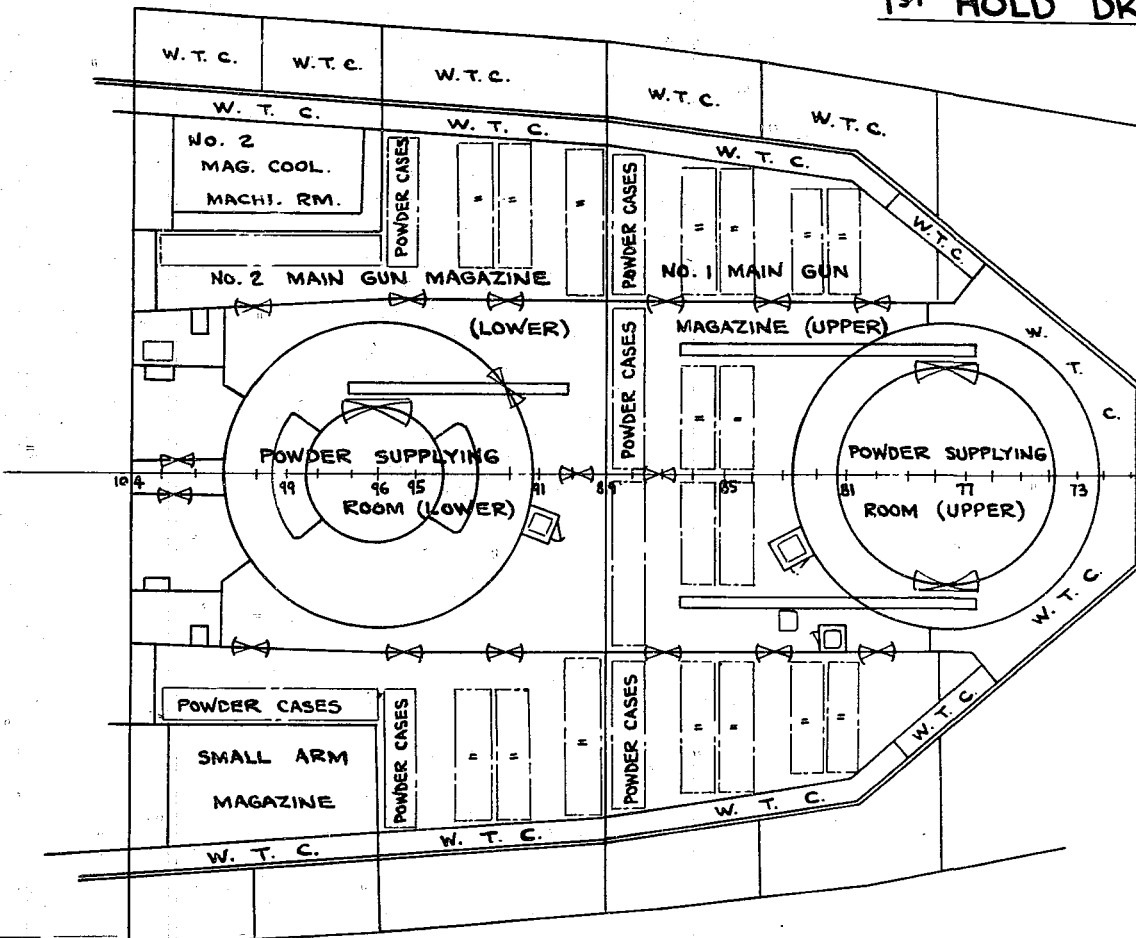 1ST HOLD DK
W.T.C.
W.T.C.
W.T.C.
W.T.C.
W.T.C.
W. T. C.
W. T. C.
W. T. C.
W.T.C.
NO. 2
MAG. COOL.
MACHI. RM.
POWDER CASES
"
"
"
POWDER CASES
"
"
"
"
NO. 2 MAIN GUN MAGAZINE
(LOWER)
NO. 1 MAIN GUN
MAGAZINE (UPPER)
POWDER CASES
"
"
W. T. C.
POWDER SUPPLYING
ROOM (LOWER)
POWDER SUPPLYING
ROOM (UPPER)
104 99 96 95 91 89 85 81 77 73
W. T. C.
POWDER CASES
SMALL ARM
MAGAZINE
POWDER CASES
"
"
"
POWDER CASES
"
"
"
"
W.T.C.
W. T. C.
W. T. C.
W. T. C.